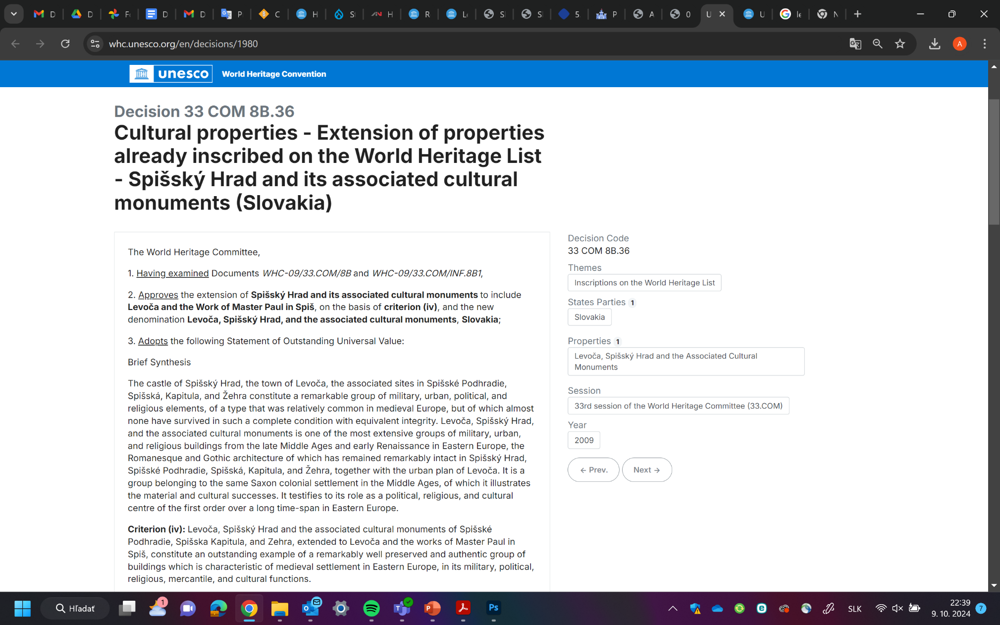 D
D
F
D
D
P
C
H
S
H
R
L
S
S
5
P
A
0
U
U
le
N
whc.unesco.org/en/decisions/1980
A
unesco
World Heritage Convention
Decision 33 COM 8B.36
Cultural properties - Extension of properties
already inscribed on the World Heritage List
- Spišský Hrad and its associated cultural
monuments (Slovakia)
The World Heritage Committee,
1. Having examined Documents WHC-09/33.COM/8B and WHC-09/33.COM/INF.8B1,
2. Approves the extension of Spišský Hrad and its associated cultural monuments to include
Levoča and the Work of Master Paul in Spiš, on the basis of criterion (iv), and the new
denomination Levoča, Spišský Hrad, and the associated cultural monuments, Slovakia;
3. Adopts the following Statement of Outstanding Universal Value:
Brief Synthesis
The castle of Spišský Hrad, the town of Levoča, the associated sites in Spišské Podhradie,
Spišská, Kapitula, and Žehra constitute a remarkable group of military, urban, political, and
religious elements, of a type that was relatively common in medieval Europe, but of which almost
none have survived in such a complete condition with equivalent integrity. Levoča, Spišský Hrad,
and the associated cultural monuments is one of the most extensive groups of military, urban,
and religious buildings from the late Middle Ages and early Renaissance in Eastern Europe, the
Romanesque and Gothic architecture of which has remained remarkably intact in Spišský Hrad,
Spišské Podhradie, Spišská, Kapitula, and Žehra, together with the urban plan of Levoča. It is a
group belonging to the same Saxon colonial settlement in the Middle Ages, of which it illustrates
the material and cultural successes. It testifies to its role as a political, religious, and cultural
centre of the first order over a long time-span in Eastern Europe.
Criterion (iv): Levoča, Spišský Hrad and the associated cultural monuments of Spišské
Podhradie, Spišska Kapitula, and Zehra, extended to Levoča and the works of Master Paul in
Spiš, constitute an outstanding example of a remarkably well preserved and authentic group of
buildings which is characteristic of medieval settlement in Eastern Europe, in its military, political,
religious, mercantile, and cultural functions.
Decision Code
33 COM 8B.36
Themes
Inscriptions on the World Heritage List
States Parties 1
Slovakia
Properties 1
Levoča, Spišský Hrad and the Associated Cultural
Monuments
Session
33rd session of the World Heritage Committee (33.COM)
Year
2009
← Prev.
Next →
Hľadať
1
Ps
SLK
22:39
9. 10. 2024
7